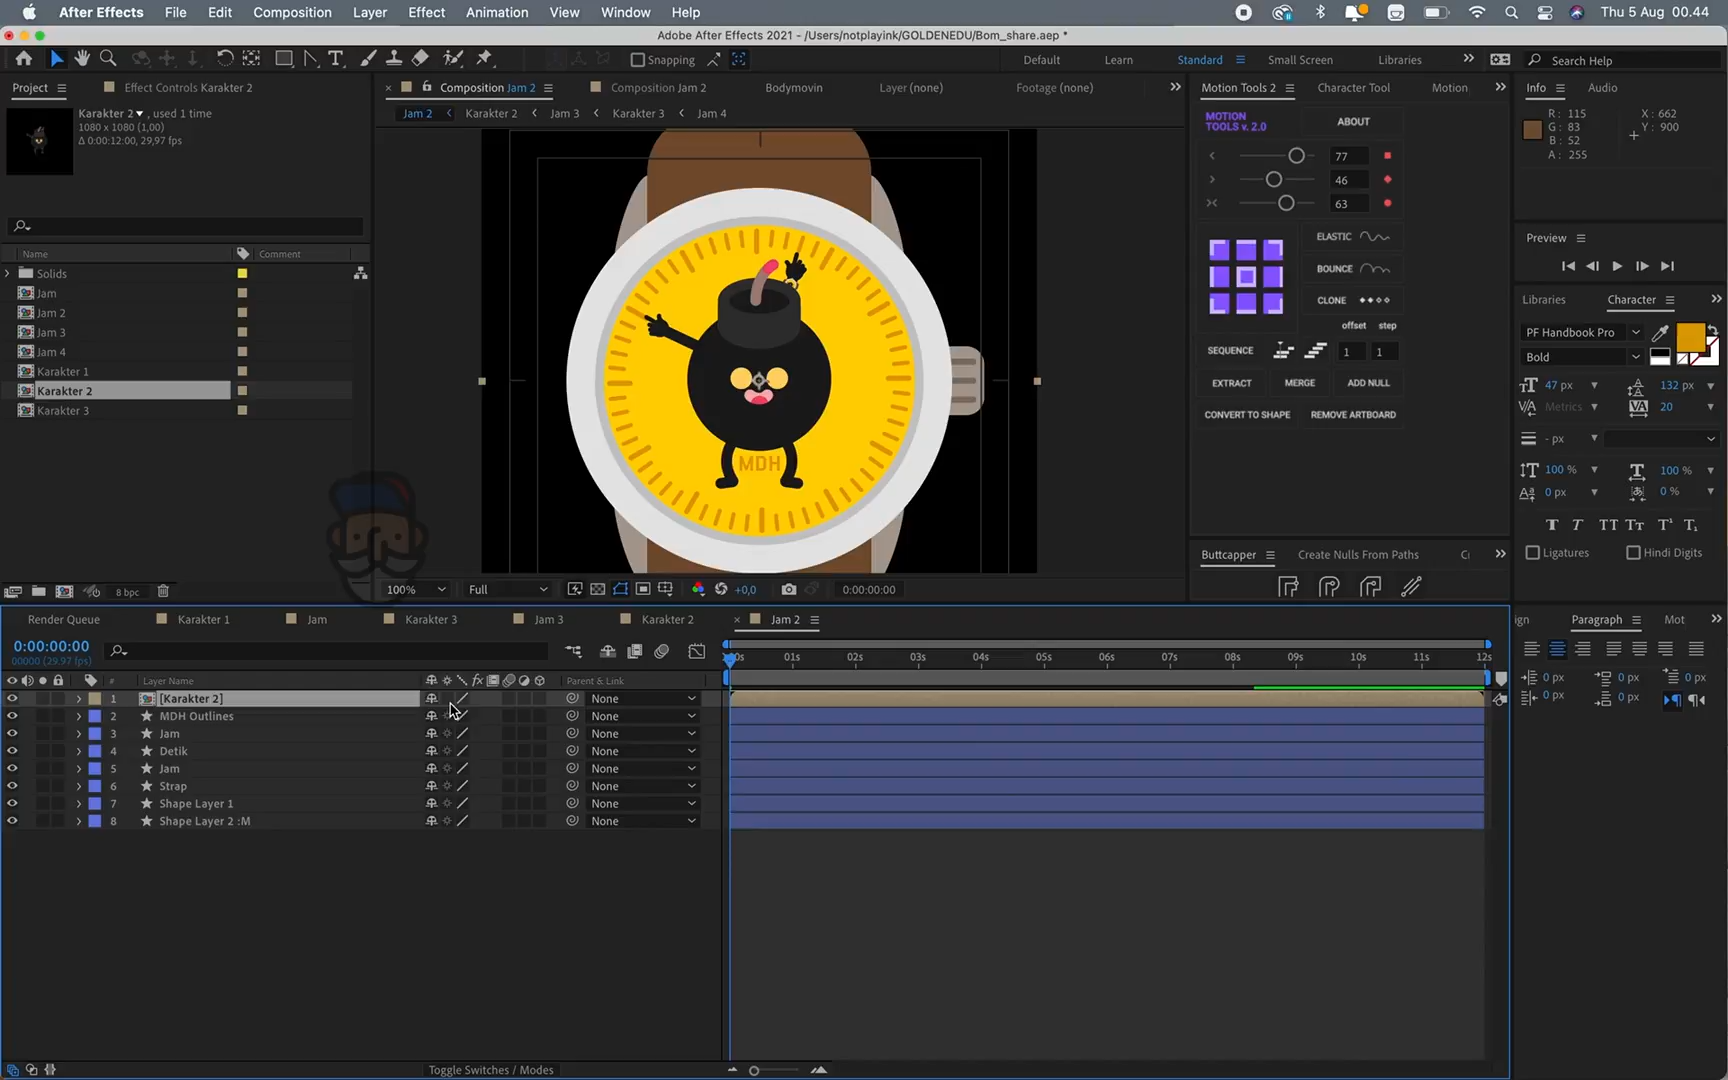 After Effects File Edit Composition Layer Effect Animation View Window Help Thu 5 Aug 00.44
Adobe After Effects 2021 - /Users/notplayink/GOLDENEDU/Bom_share.aep *
Snapping Default Learn Standard Small Screen Libraries Search Help
Project Effect Controls Karakter 2 Composition Jam 2 Composition Jam 2 Bodymovin Layer (none) Footage (none) Motion Tools 2 Character Tool Motion Info Audio
Karakter 2, used 1 time
1080 x 1080 (1,00)
Δ 0:00:12:00, 29,97 fps
Jam 2 Karakter 2 Jam 3 Karakter 3 Jam 4
MOTION
TOOLS v. 2.0
ABOUT
R: 115 X: 662
G: 83 Y: 900
B: 52
A: 255
77
46
63
Name Comment
Solids
Jam
Jam 2
Jam 3
Jam 4
Karakter 1
Karakter 2
Karakter 3
MDH
ELASTIC
BOUNCE
CLONE
offset step
SEQUENCE 1 1
EXTRACT MERGE ADD NULL
CONVERT TO SHAPE REMOVE ARTBOARD
Preview
Libraries Character
PF Handbook Pro
Bold
47 px 132 px
Metrics 20
- px
100 % 100 %
0 px 0 %
T T TT Tt T¹ T₁
Ligatures Hindi Digits
Buttcapper Create Nulls From Paths
8 bpc 100% Full +0,0 0:00:00:00
Render Queue Karakter 1 Jam Karakter 3 Jam 3 Karakter 2 Jam 2
ign Paragraph Mot
0:00:00:00
00000 (29.97 fps)
01s 02s 03s 04s 05s 06s 07s 08s 09s 10s 11s 12s
# Layer Name fx Parent & Link
1 [Karakter 2] None
2 MDH Outlines None
3 Jam None
4 Detik None
5 Jam None
6 Strap None
7 Shape Layer 1 None
8 Shape Layer 2 :M None
0 px 0 px 0 px
0 px 0 px
Toggle Switches / Modes